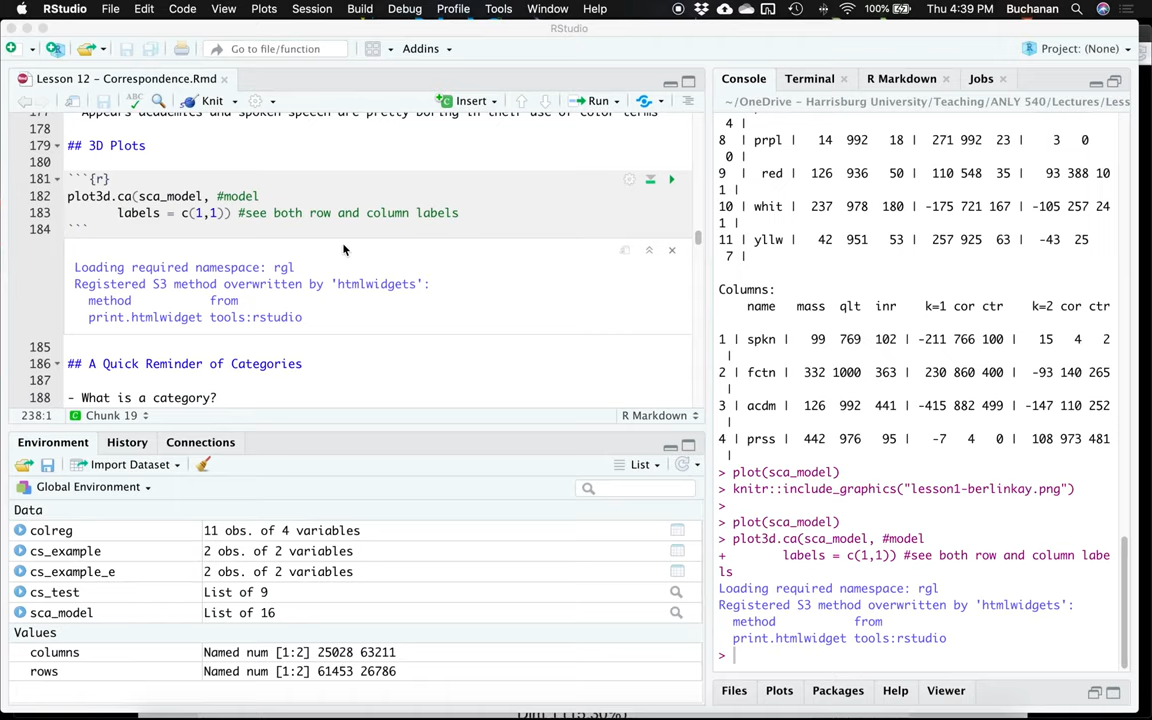 RStudio File Edit Code View Plots Session Build Debug Profile Tools Window Help 100% Thu 4:39 PM Buchanan
RStudio
Go to file/function Addins Project: (None)
Lesson 12 - Correspondence.Rmd
Knit Insert Run
177 - Appears academics and spoken speech are pretty boring in their use of color terms
178
179 ## 3D Plots
180
181 ```{r}
182 plot3d.ca(sca_model, #model
183 labels = c(1,1)) #see both row and column labels
184 ```
Loading required namespace: rgl
Registered S3 method overwritten by 'htmlwidgets':
method from
print.htmlwidget tools:rstudio
185
186 ## A Quick Reminder of Categories
187
188 - What is a category?
238:1 Chunk 19 R Markdown
Environment History Connections
Import Dataset List
Global Environment
Data
colreg 11 obs. of 4 variables
cs_example 2 obs. of 2 variables
cs_example_e 2 obs. of 2 variables
cs_test List of 9
sca_model List of 16
Values
columns Named num [1:2] 25028 63211
rows Named num [1:2] 61453 26786
Console Terminal R Markdown Jobs
~/OneDrive - Harrisburg University/Teaching/ANLY 540/Lectures/Less
4 |
8 | prpl | 14 992 18 | 271 992 23 | 3 0
0 |
9 | red | 126 936 50 | 110 548 35 | 93 388 10
1 |
10 | whit | 237 978 180 | -175 721 167 | -105 257 24
1 |
11 | yllw | 42 951 53 | 257 925 63 | -43 25
7 |
Columns:
name mass qlt inr k=1 cor ctr k=2 cor ctr
1 | spkn | 99 769 102 | -211 766 100 | 15 4 2
|
2 | fctn | 332 1000 363 | 230 860 400 | -93 140 265
|
3 | acdm | 126 992 441 | -415 882 499 | -147 110 252
|
4 | prss | 442 976 95 | -7 4 0 | 108 973 481
|
> plot(sca_model)
> knitr::include_graphics("lesson1-berlinkay.png")
>
> plot(sca_model)
> plot3d.ca(sca_model, #model
+ labels = c(1,1)) #see both row and column labe
ls
Loading required namespace: rgl
Registered S3 method overwritten by 'htmlwidgets':
method from
print.htmlwidget tools:rstudio
>
Files Plots Packages Help Viewer
Dim 1 (15.30%)